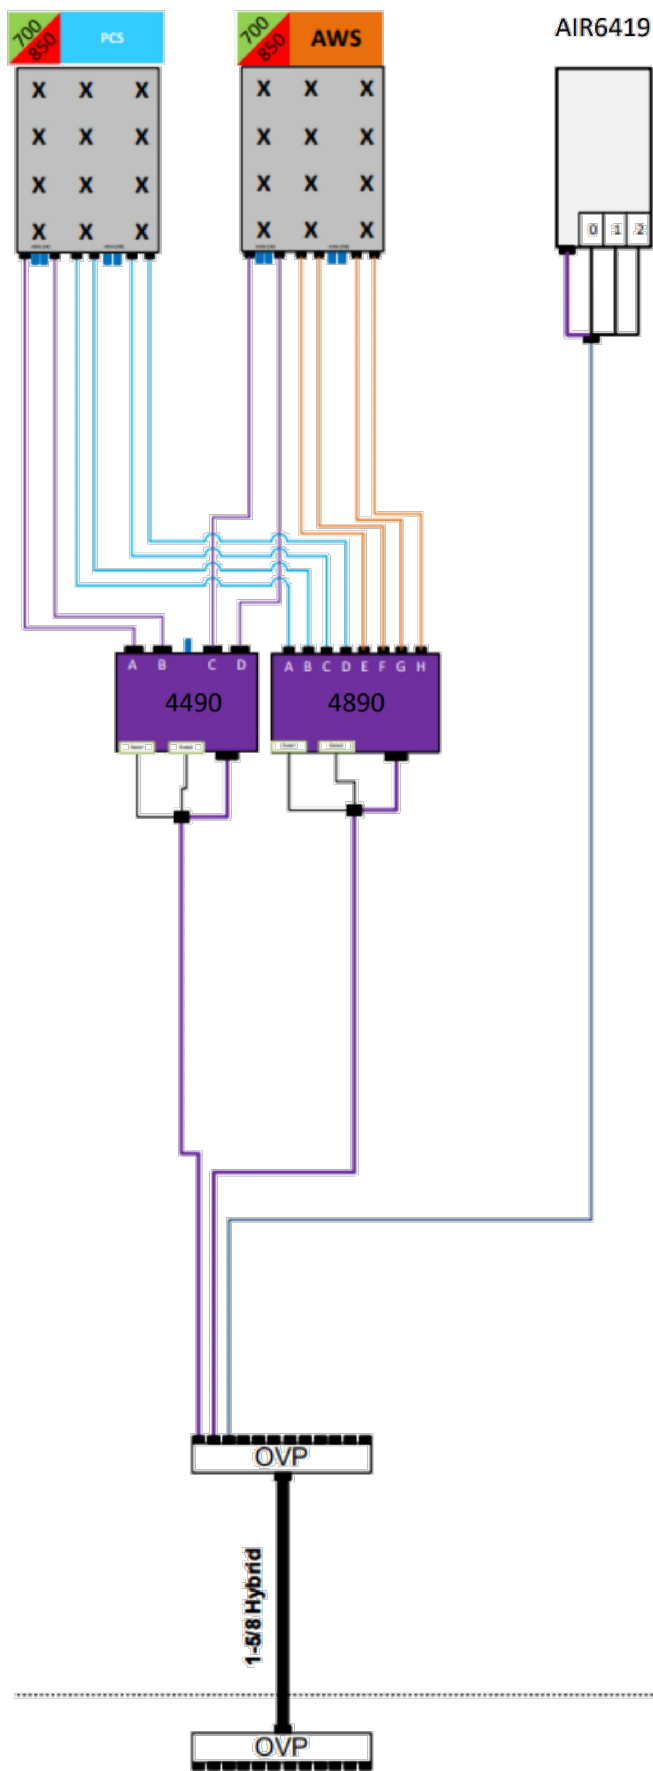 700
850
PCS
700
850
AWS
AIR6419
X X X
X X X
X X X
X X X
X X X
X X X
X X X
X X X
0 1 2
A B C D
4490
A B C D E F G H
4890
OVP
1-5/8 Hybrid
OVP